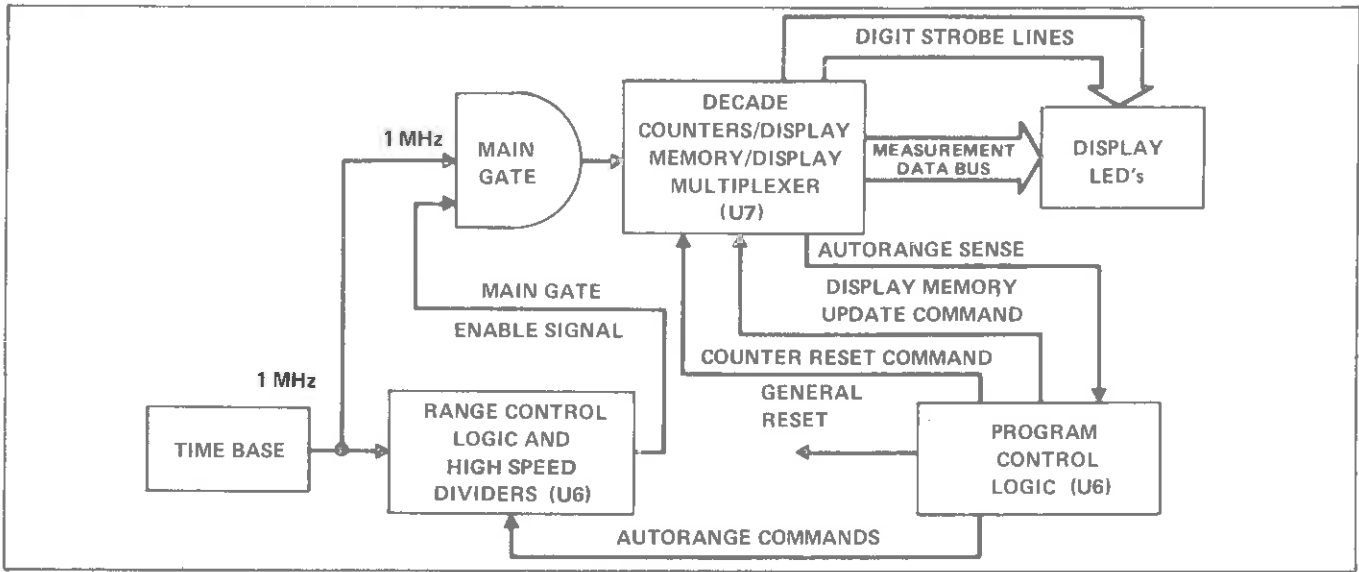 DIGIT STROBE LINES
DECADE
COUNTERS/DISPLAY
MEMORY/DISPLAY
MULTIPLEXER
(U7)
MEASUREMENT
DATA BUS
DISPLAY
LED's
1 MHz
MAIN
GATE
AUTORANGE SENSE
DISPLAY MEMORY
UPDATE COMMAND
MAIN GATE
ENABLE SIGNAL
COUNTER RESET COMMAND
GENERAL
RESET
1 MHz
TIME BASE
RANGE CONTROL
LOGIC AND
HIGH SPEED
DIVIDERS (U6)
PROGRAM
CONTROL
LOGIC (U6)
AUTORANGE COMMANDS